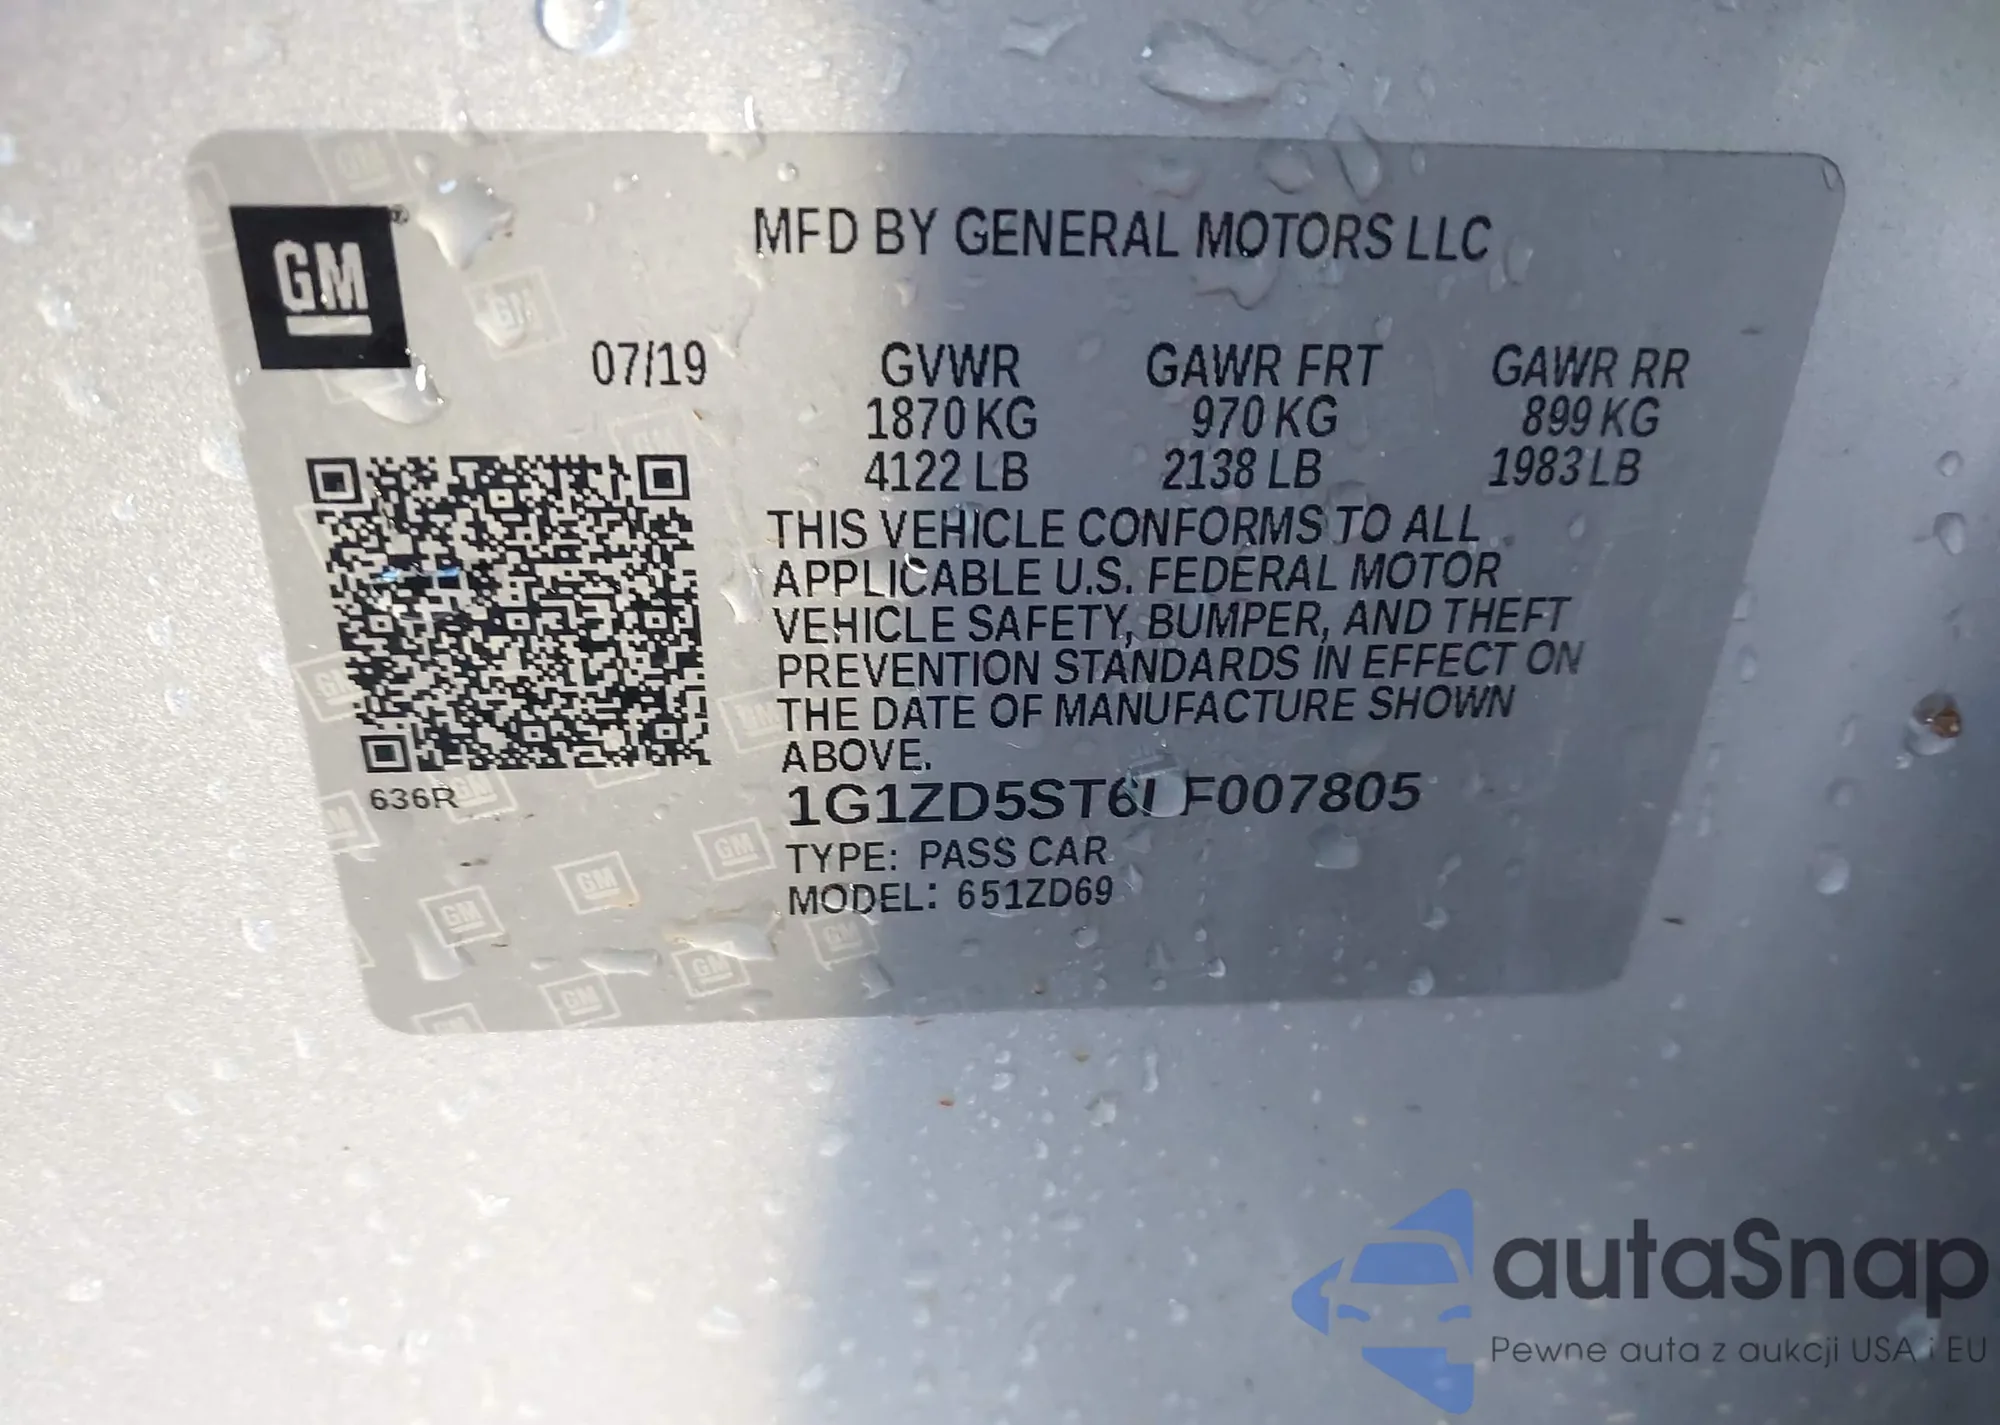 GM
MFD BY GENERAL MOTORS LLC
07/19 GVWR GAWR FRT GAWR RR
1870 KG 970 KG 899 KG
4122 LB 2138 LB 1983 LB
THIS VEHICLE CONFORMS TO ALL
APPLICABLE U.S. FEDERAL MOTOR
VEHICLE SAFETY, BUMPER, AND THEFT
PREVENTION STANDARDS IN EFFECT ON
THE DATE OF MANUFACTURE SHOWN
ABOVE.
1G1ZD5ST6LF007805
TYPE: PASS CAR
MODEL: 651ZD69
636R
autaSnap
Pewne auta z aukcji USA i EU